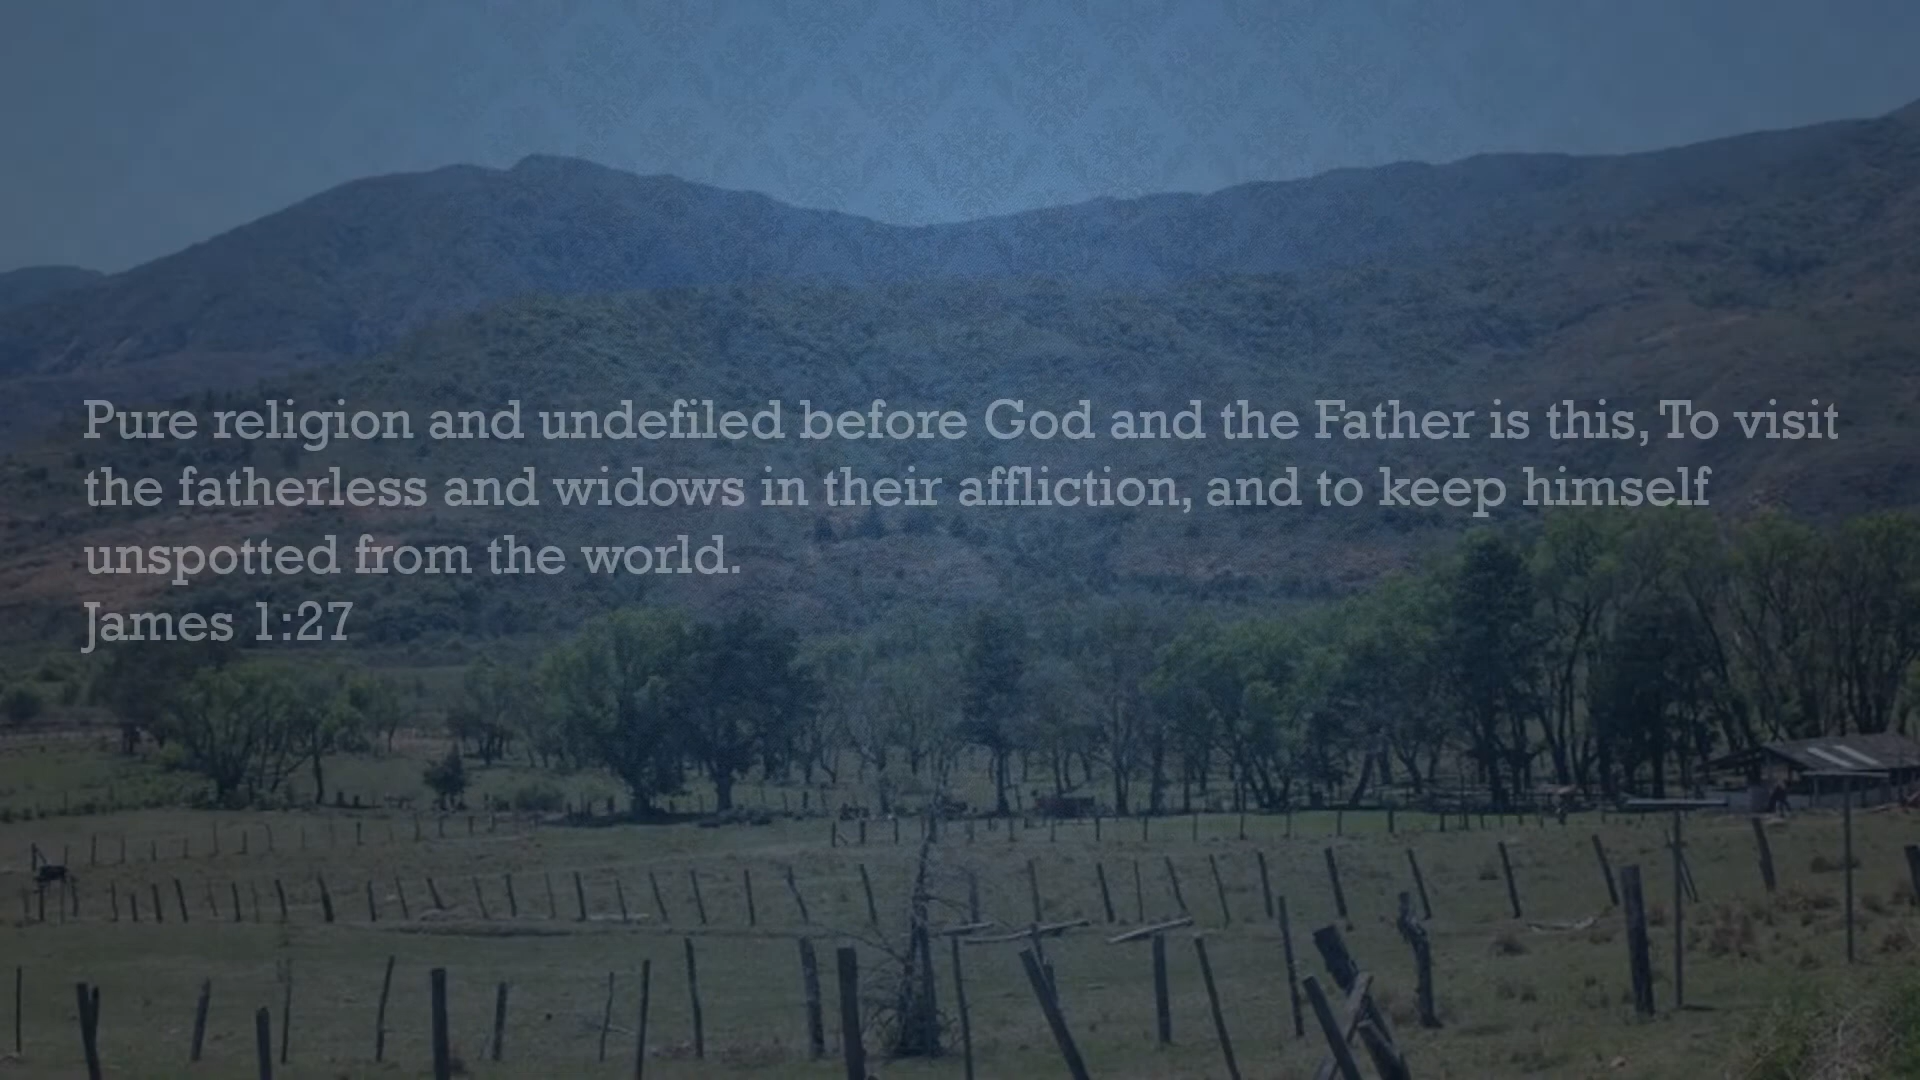 Pure religion and undefiled before God and the Father is this, To visit
the fatherless and widows in their affliction, and to keep himself
unspotted from the world.
James 1:27